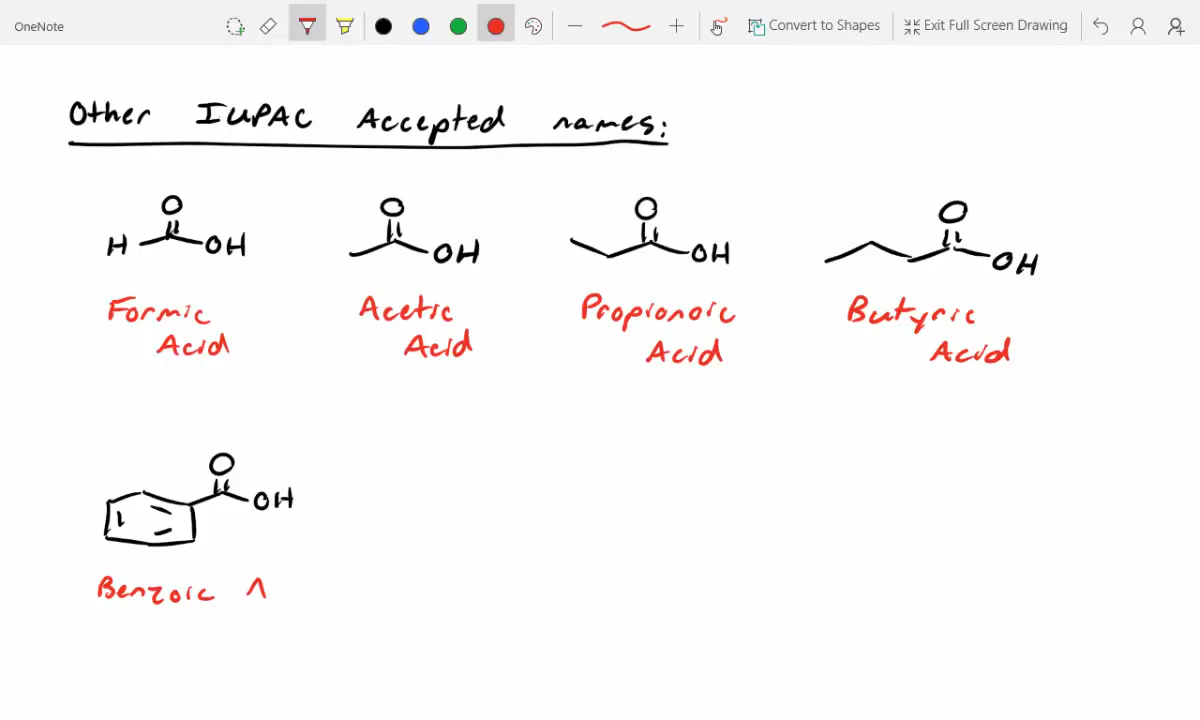 OneNote
Convert to Shapes
Exit Full Screen Drawing
Other IUPAC Accepted names:
O
H OH
Formic
Acid
O
OH
Acetic
Acid
O
OH
Propionoic
Acid
O
OH
Butyric
Acid
O
OH
Benzoic